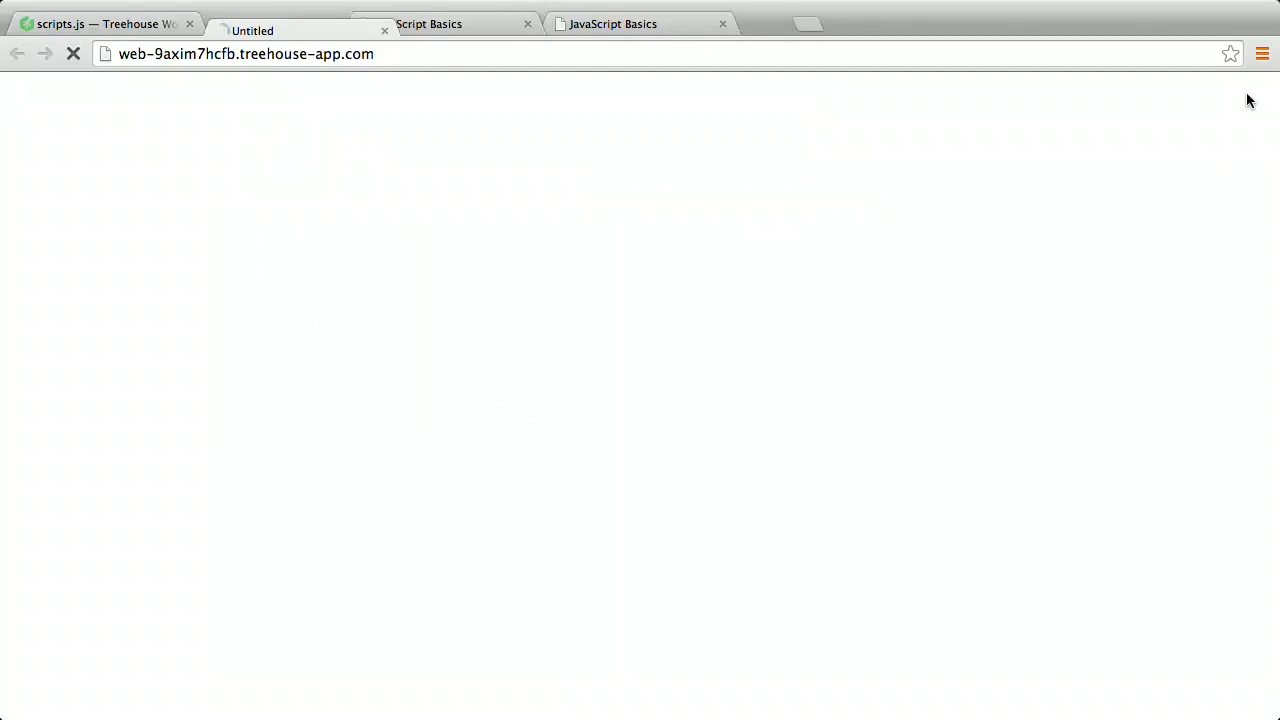 scripts.js — Treehouse Wo
Untitled
Script Basics
JavaScript Basics
web-9axim7hcfb.treehouse-app.com